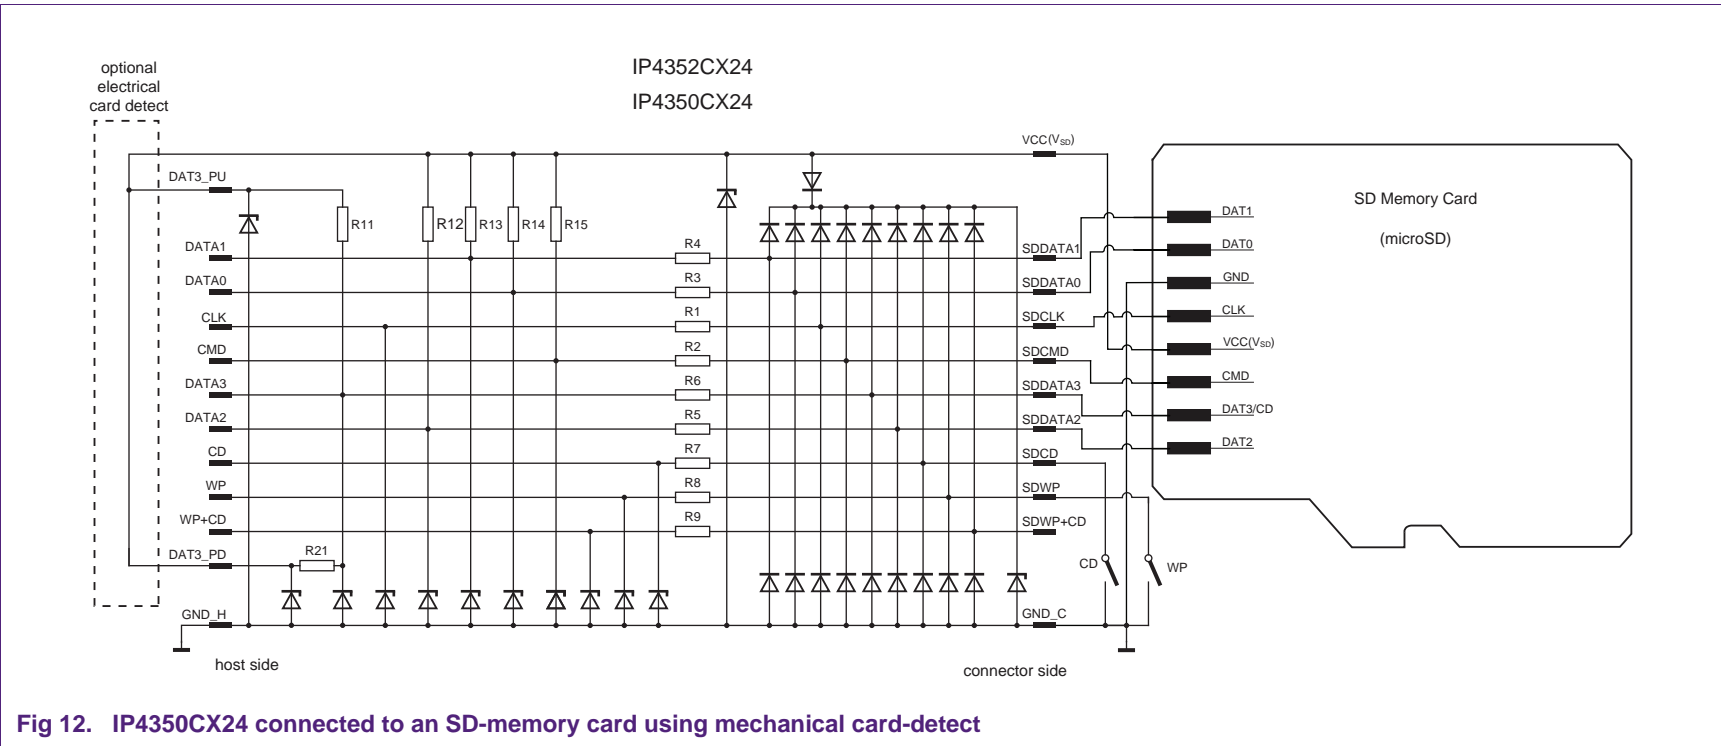 optional
electrical
card detect
IP4352CX24
IP4350CX24
VCC(VSD)
DAT3_PU
R11
R12
R13
R14
R15
SD Memory Card
(microSD)
DATA1
R4
SDDATA1
DAT1
DATA0
R3
SDDATA0
DAT0
GND
CLK
R1
SDCLK
CLK
CMD
R2
SDCMD
VCC(VSD)
DATA3
R6
SDDATA3
CMD
DATA2
R5
SDDATA2
DAT3/CD
DAT2
CD
R7
SDCD
WP
R8
SDWP
WP+CD
R9
SDWP+CD
DAT3_PD
R21
CD
WP
GND_H
GND_C
host side
connector side
Fig 12. IP4350CX24 connected to an SD-memory card using mechanical card-detect